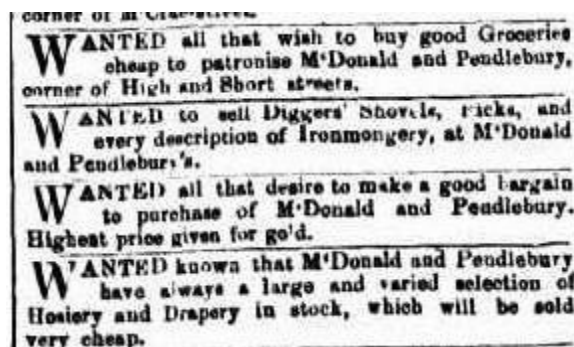 corner of M'Crae-street.
WANTED all that wish to buy good Groceries
cheap to patronise M'Donald and Pendlebury,
corner of High and Short streets.
WANTED to sell Diggers' Shovels, Picks, and
every description of Ironmongery, at M'Donald
and Pendlebury's.
WANTED all that desire to make a good bargain
to purchase of M'Donald and Pendlebury.
Highest price given for go'd.
WANTED known that M'Donald and Pendlebury
have always a large and varied selection of
Hosiery and Drapery in stock, which will be sold
very cheap.